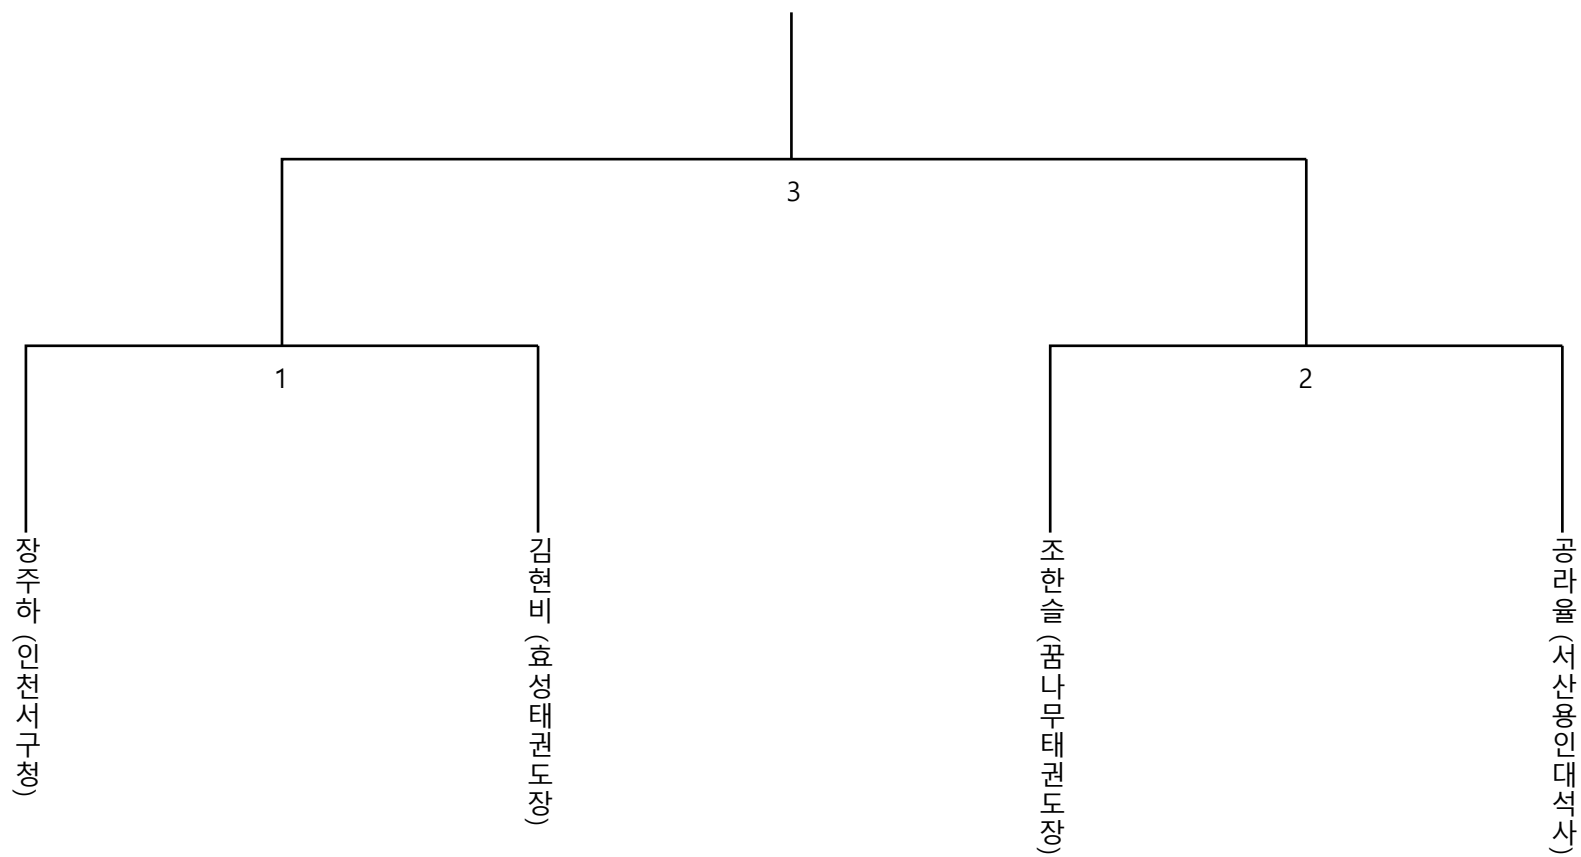 3
1
2
장주하 (인천서구청)
김현비 (효성태권도장)
조한슬 (꿈나무태권도장)
공라율 (서산용인대석사)